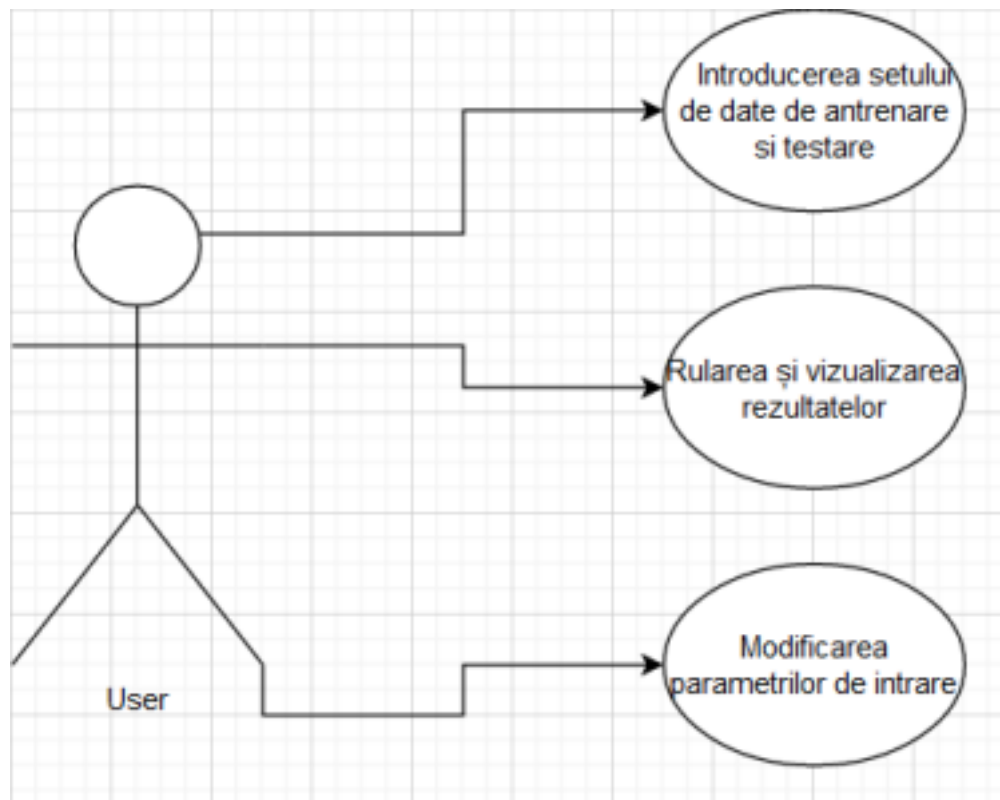 Introducerea setului
de date de antrenare
si testare
Rularea și vizualizarea
rezultatelor
Modificarea
parametrilor de intrare
User